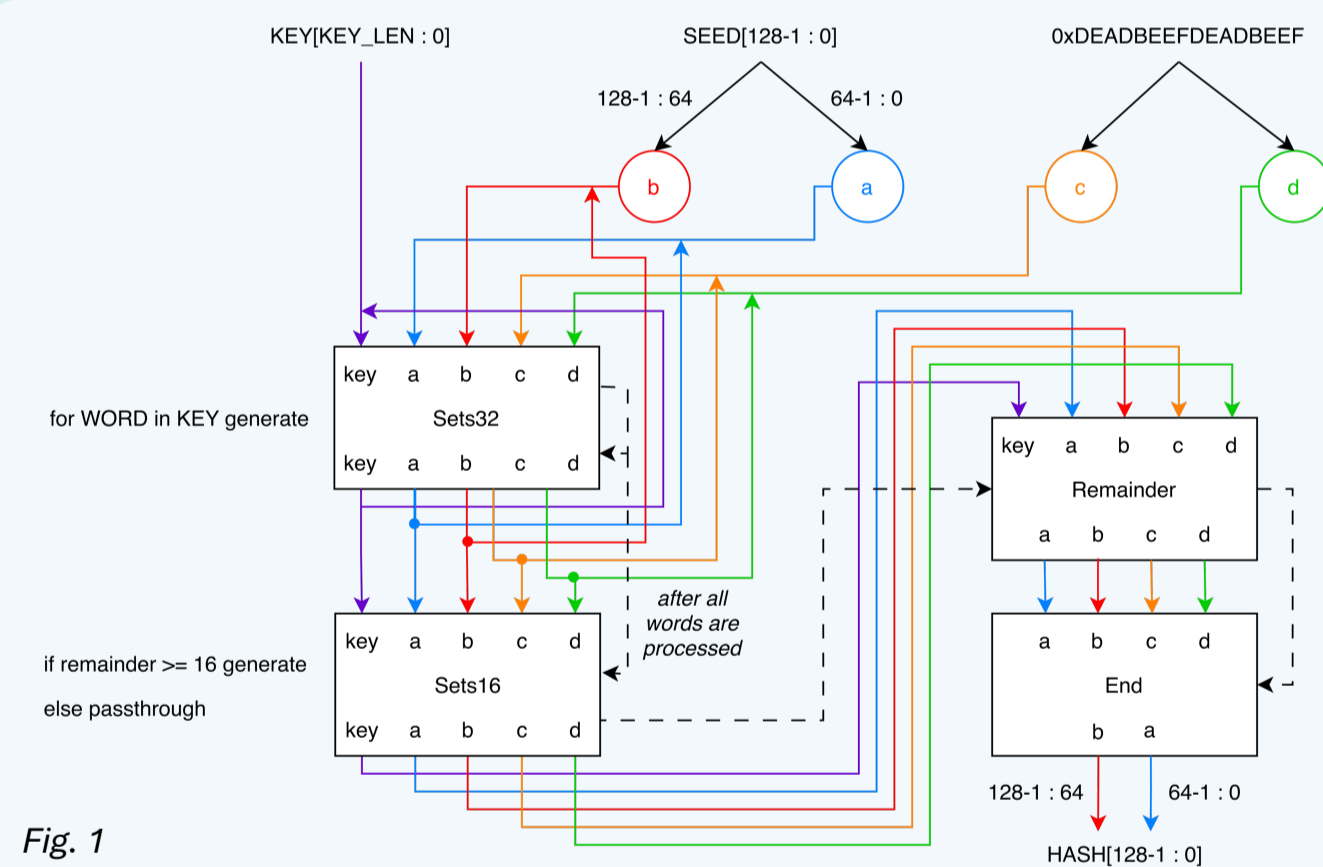 KEY[KEY_LEN : 0]
SEED[128-1 : 0]
0xDEADBEEFDEADBEEF
128-1 : 64
64-1 : 0
b
a
c
d
key a b c d
Sets32
key a b c d
for WORD in KEY generate
key a b c d
Remainder
a b c d
after all
words are
processed
if remainder >= 16 generate
else passthrough
key a b c d
Sets16
key a b c d
a b c d
End
b a
128-1 : 64
64-1 : 0
HASH[128-1 : 0]
Fig. 1